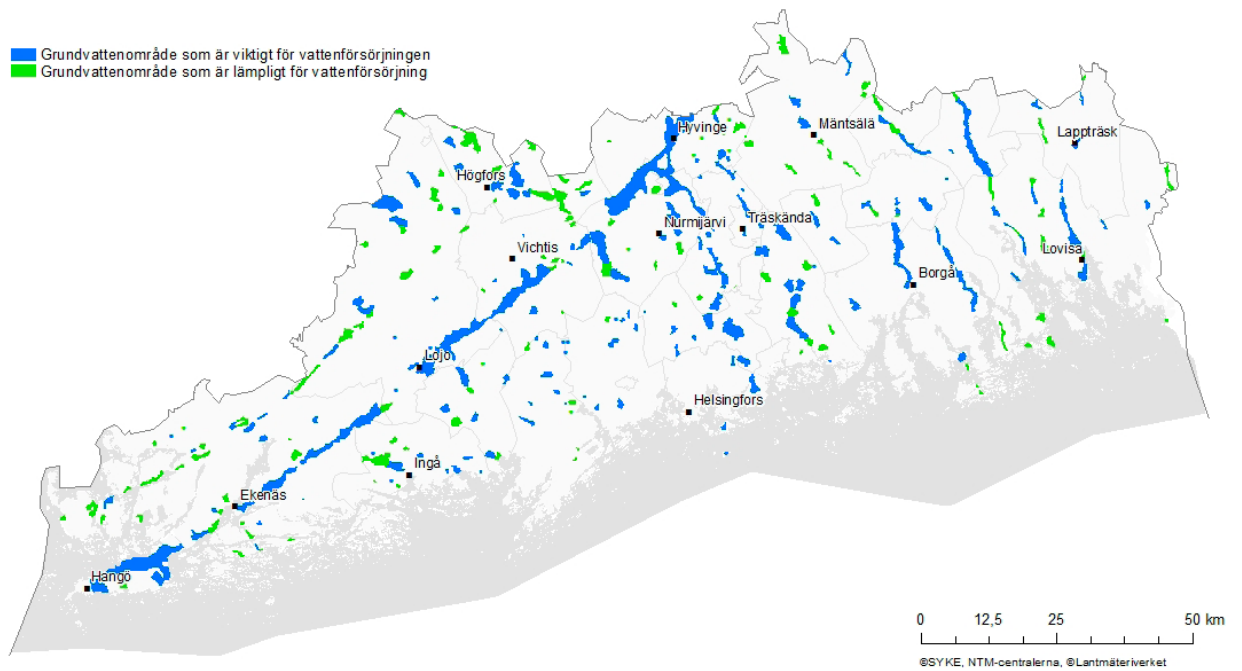 Grundvattenområde som är viktigt för vattenförsörjningen
Grundvattenområde som är lämpligt för vattenförsörjning
Hyvinge
Mäntsälä
Lappträsk
Högfors
Nurmijärvi
Träskända
Vichtis
Lovisa
Borgå
Lojo
Helsingfors
Ingå
Ekenäs
Hangö
0 12,5 25 50 km
©SYKE, NTM-centralerna, ©Lantmäteriverket